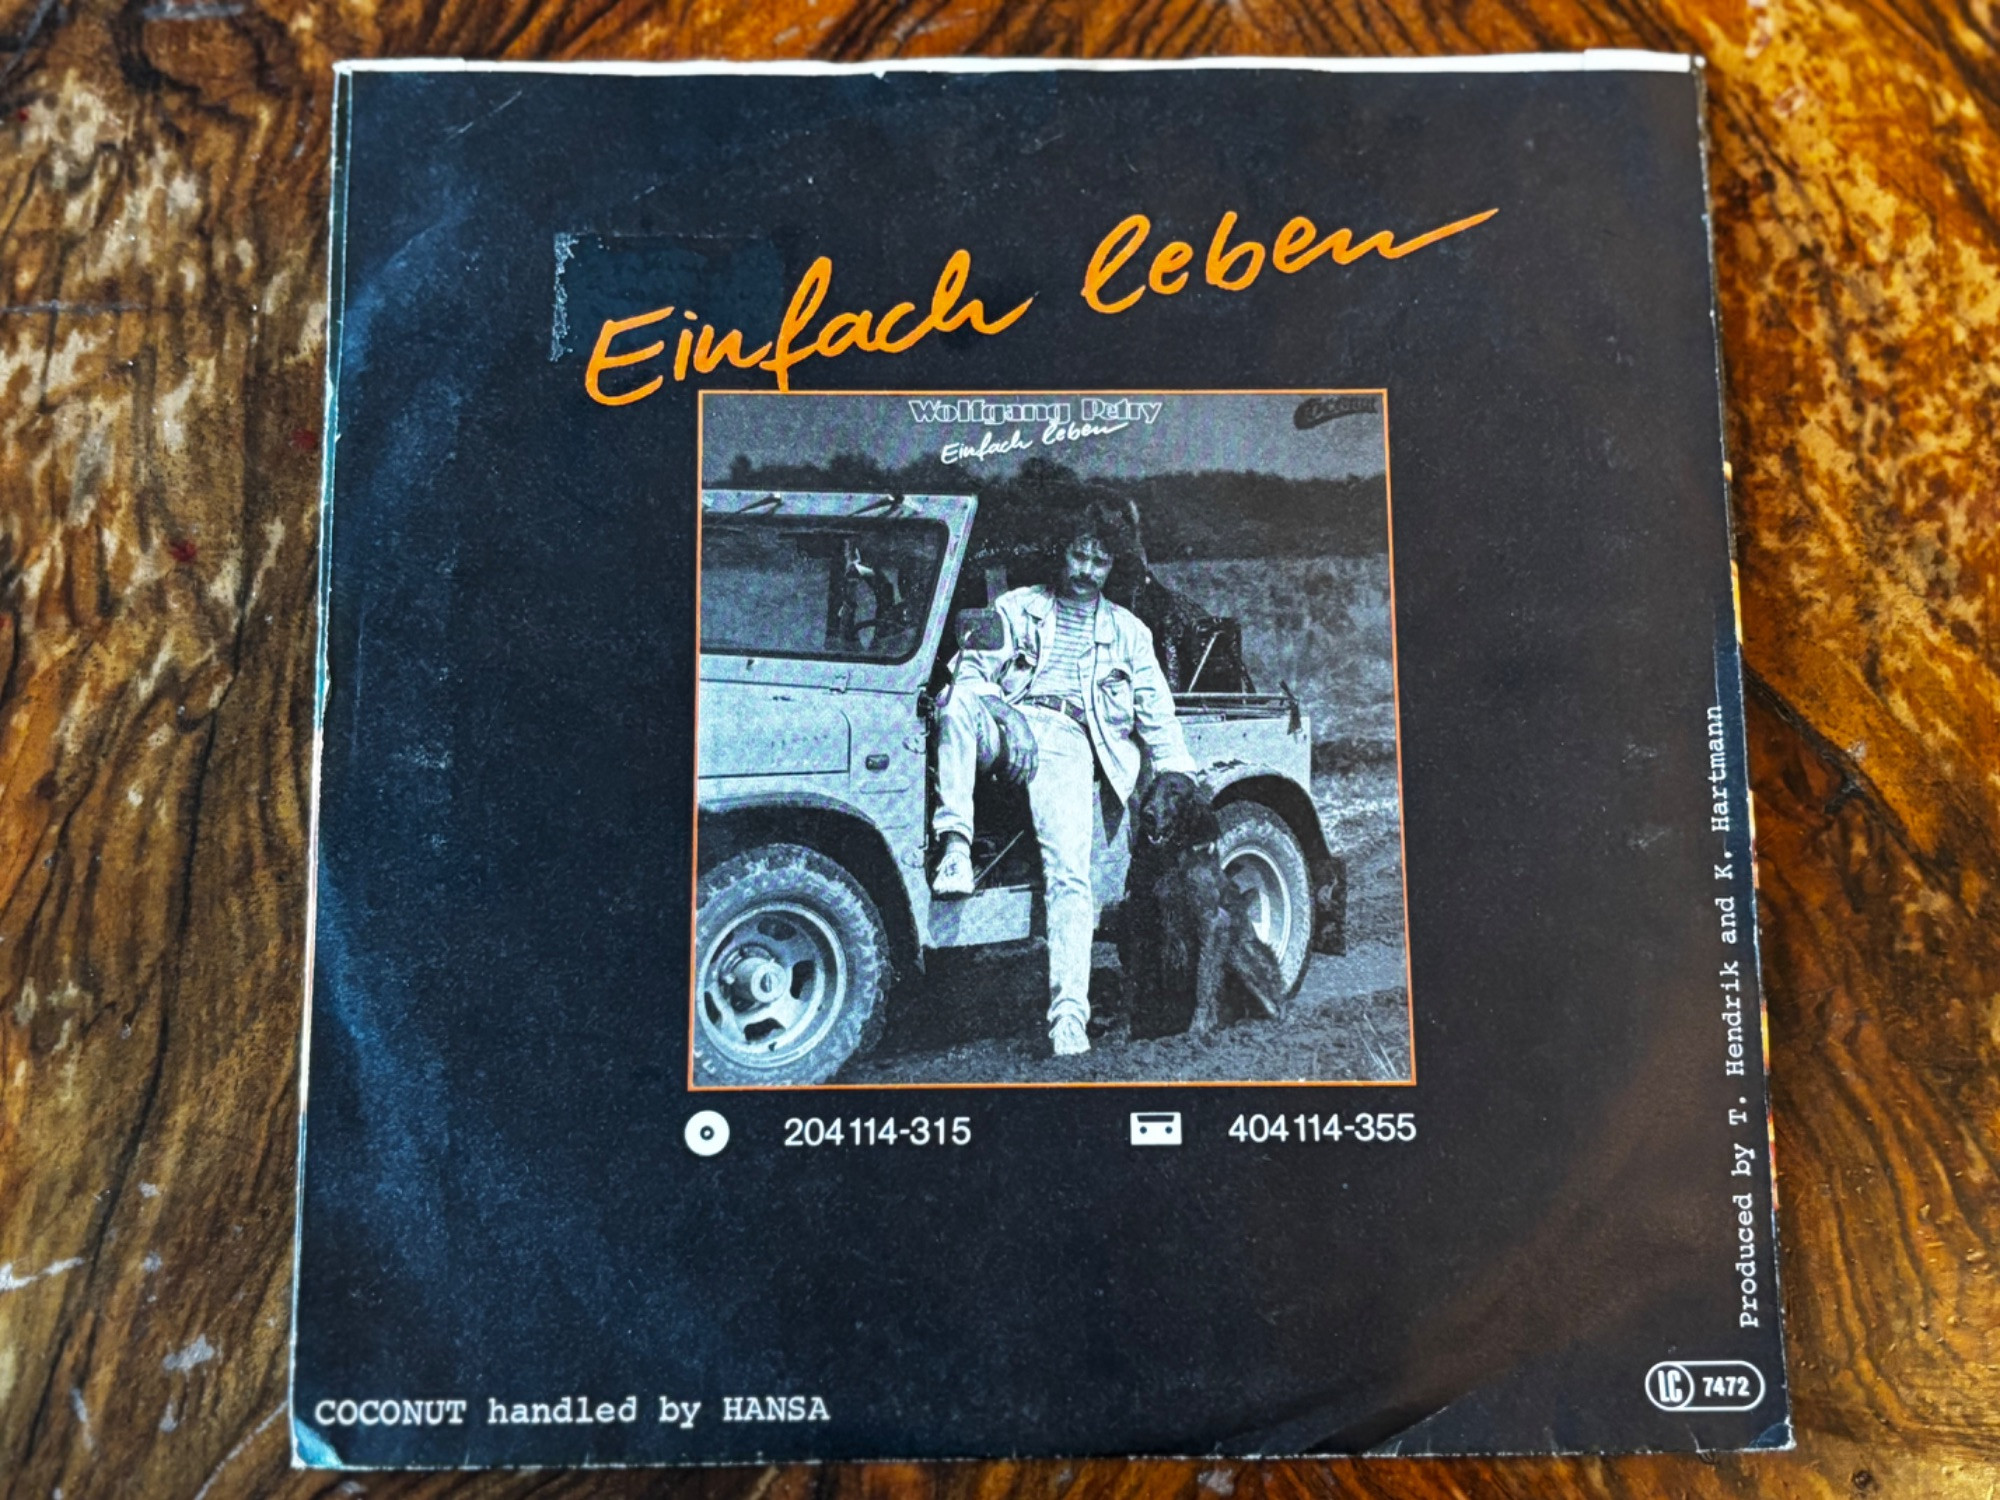 Einfach leben
Wolfgang Petry
Einfach leben
Coconut
204114-315
404114-355
Produced by T. Hendrik and K. Hartmann
COCONUT handled by HANSA
LC 7472